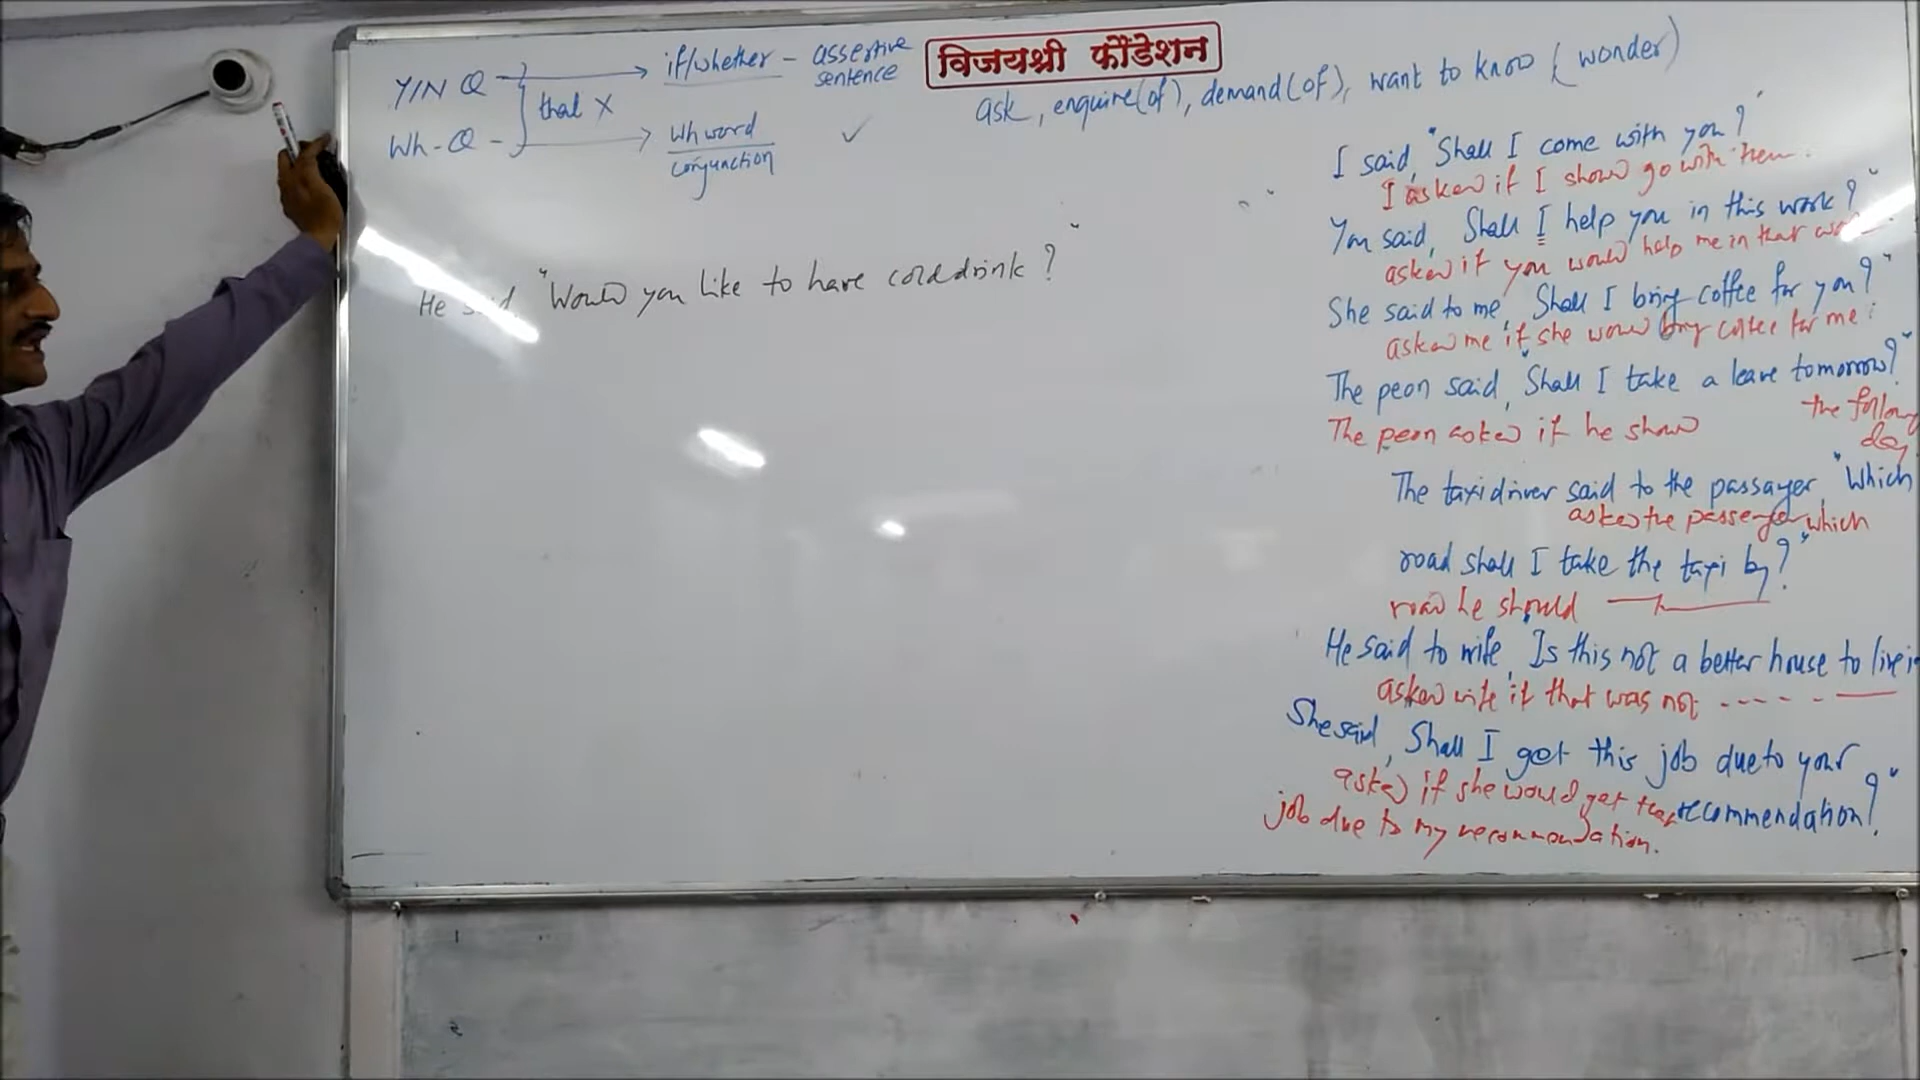 विजयश्री फौंडेशन
Y/N Q → if/whether - assertive
sentence
that X
Wh-Q - → Wh word
conjunction ✓
ask, enquire(of), demand(of), want to know (wonder)
He said, "Would you like to have colddrink?"
I said, "Shall I come with you?"
I asked if I should go with them.
You said, Shall I help you in this work?"
asked if you would help me in that
She said to me, Shall I bring coffee for you?"
asked me if she would bring coffee for me.
The peon said, Shall I take a leave tomorrow?"
The peon asked if he should the following
day
The taxi driver said to the passanger, "Which
asked the passenger which
road shall I take the taxi by?"
road he should
He said to wife, Is this not a better house to live in
asked wife if that was not - - - - -
She said, Shall I get this job due to your
recommendation?"
asked if she would get that
job due to my recommendation.